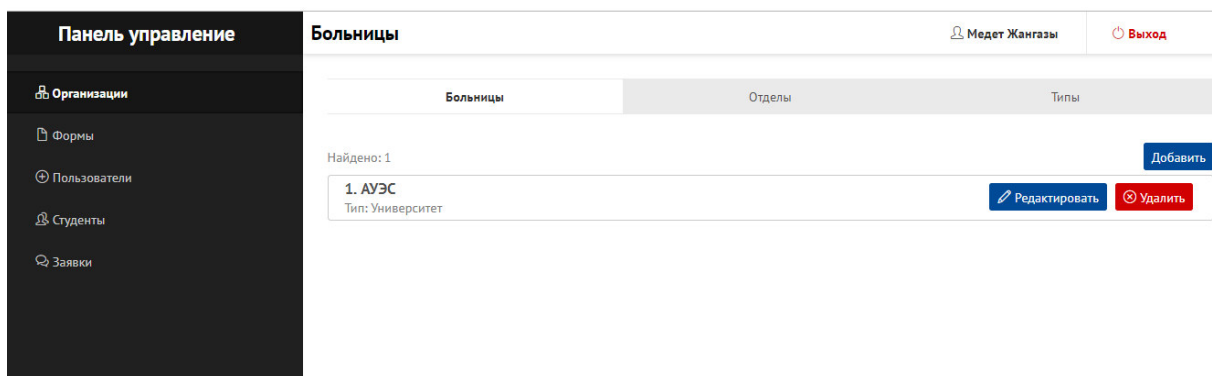 Панель управление
Больницы
Медет Жангазы
Выход
Организации
Формы
Пользователи
Студенты
Заявки
Больницы
Отделы
Типы
Найдено: 1
Добавить
1. АУЭС
Тип: Университет
Редактировать
Удалить